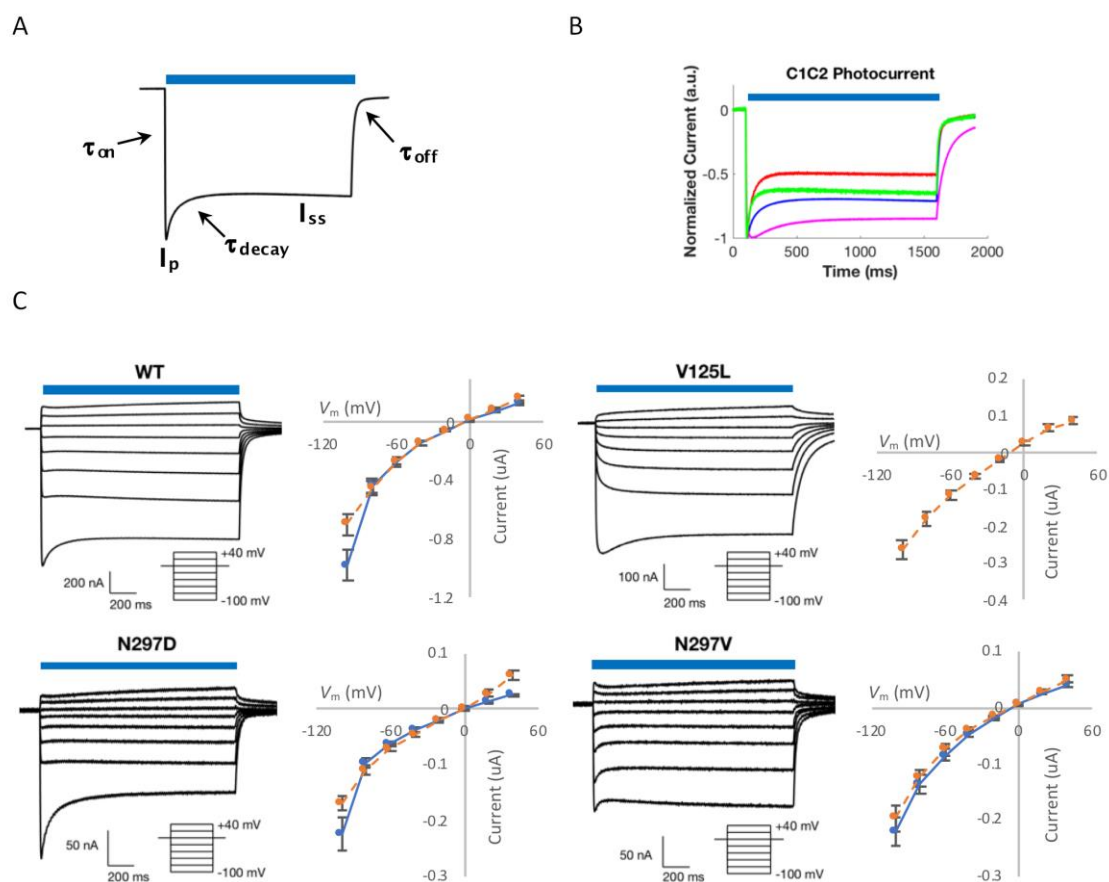 A
τon
Ip
τdecay
Iss
τoff
B
C1C2 Photocurrent
Normalized Current (a.u.)
0
-0.5
-1
0 500 1000 1500 2000
Time (ms)
C
WT
200 nA
200 ms
+40 mV
-100 mV
Vm (mV)
0
-120 -60 0 60
-0.4
-0.8
-1.2
Current (uA)
V125L
100 nA
200 ms
+40 mV
-100 mV
0.2
0.1
Vm (mV)
0
-120 -60 0 60
-0.1
-0.2
-0.3
-0.4
Current (uA)
N297D
50 nA
200 ms
+40 mV
-100 mV
0.1
Vm (mV)
0
-120 -60 0 60
-0.1
-0.2
-0.3
Current (uA)
N297V
50 nA
200 ms
+40 mV
-100 mV
0.1
Vm (mV)
0
-120 -60 0 60
-0.1
-0.2
-0.3
Current (uA)